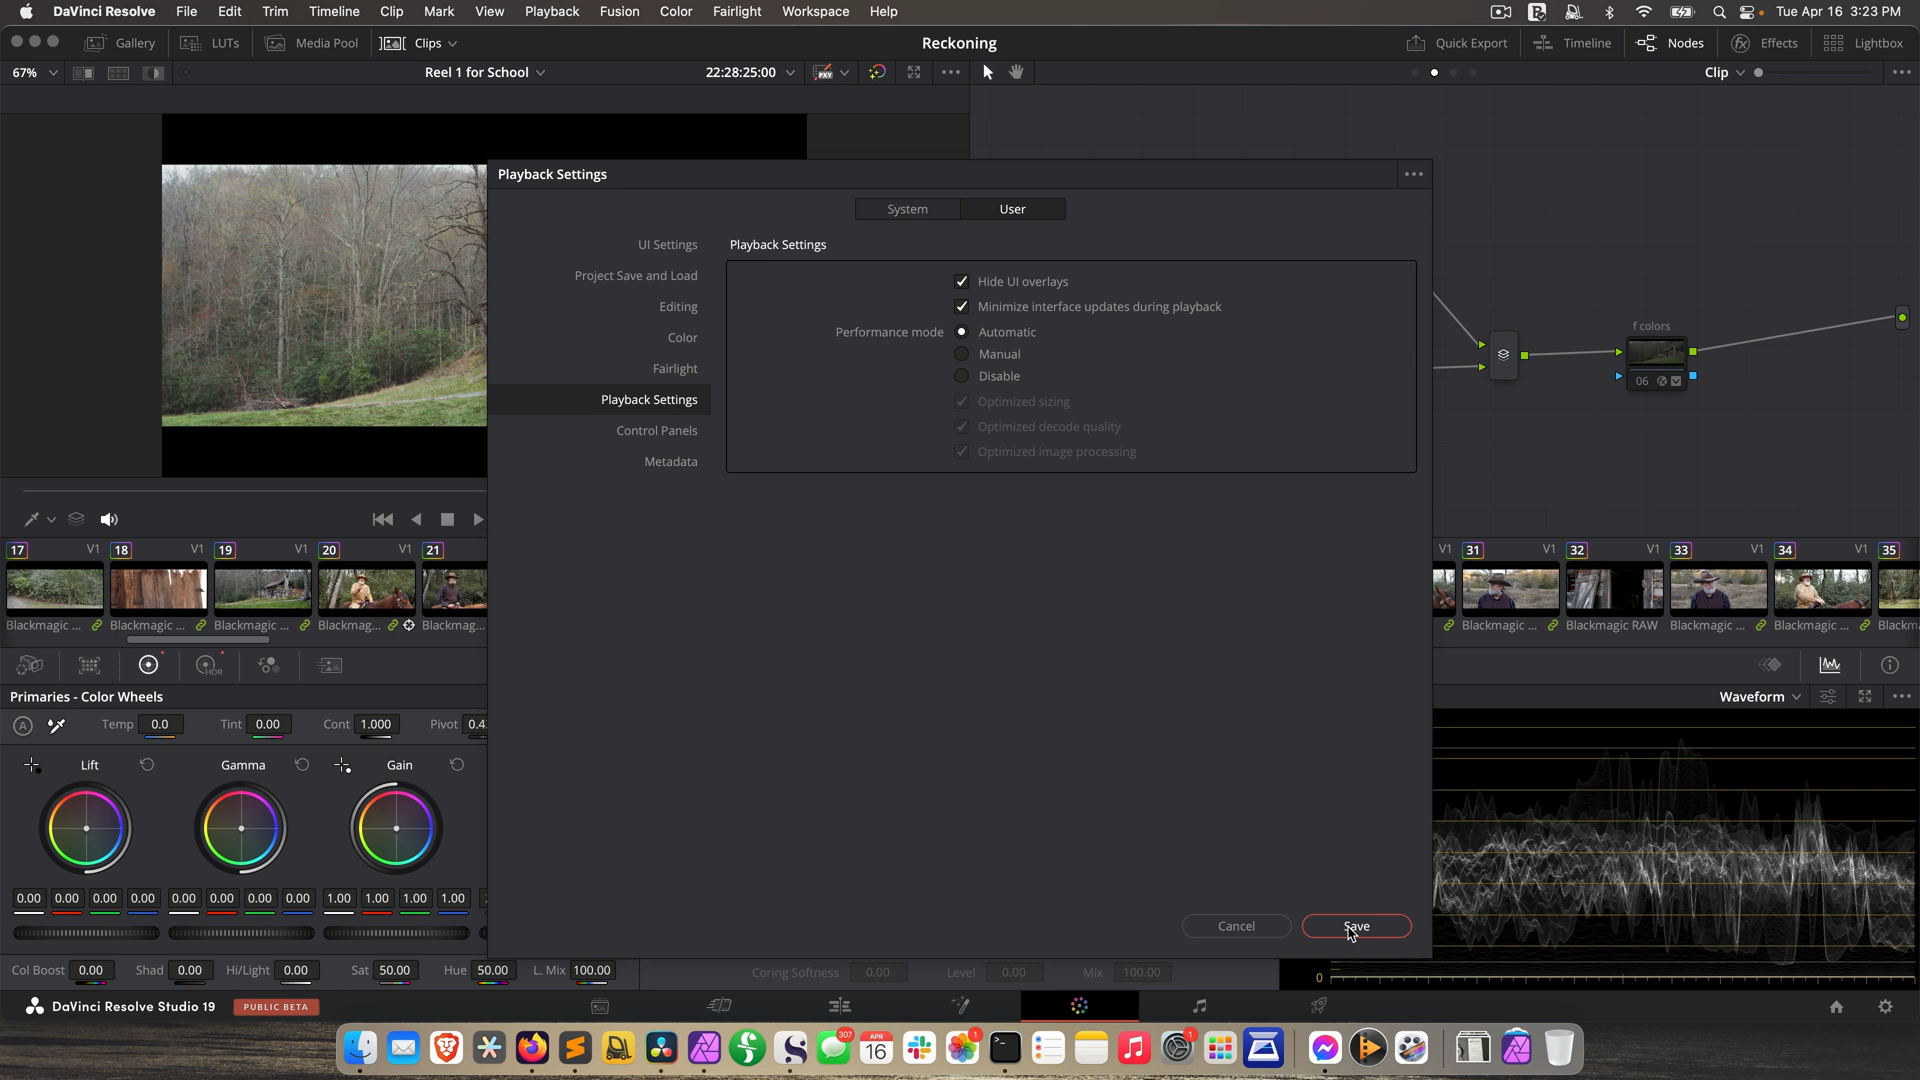 DaVinci Resolve File Edit Trim Timeline Clip Mark View Playback Fusion Color Fairlight Workspace Help Tue Apr 16 3:23 PM
Gallery LUTs Media Pool Clips Reckoning Quick Export Timeline Nodes Effects Lightbox
67% Reel 1 for School 22:28:25:00 Clip
Playback Settings
System User
UI Settings
Project Save and Load
Editing
Color
Fairlight
Playback Settings
Control Panels
Metadata
Playback Settings
Hide UI overlays
Minimize interface updates during playback
Performance mode Automatic
Manual
Disable
Optimized sizing
Optimized decode quality
Optimized image processing
Cancel Save
f colors
06
17 V1 18 V1 19 V1 20 V1 21 V1 31 V1 32 V1 33 V1 34 V1 35
Blackmagic ... Blackmagic ... Blackmagic ... Blackmag... Blackmag... Blackmagic ... Blackmagic RAW Blackmagic ... Blackmagic ... Blackm
HDR
Primaries - Color Wheels Waveform
Temp 0.0 Tint 0.00 Cont 1.000 Pivot 0.4
Lift Gamma Gain
0.00 0.00 0.00 0.00 0.00 0.00 0.00 0.00 1.00 1.00 1.00 1.00
Col Boost 0.00 Shad 0.00 Hi/Light 0.00 Sat 50.00 Hue 50.00 L. Mix 100.00 Coring Softness 0.00 Level 0.00 Mix 100.00
0
DaVinci Resolve Studio 19 PUBLIC BETA
307 APR 16 1 1